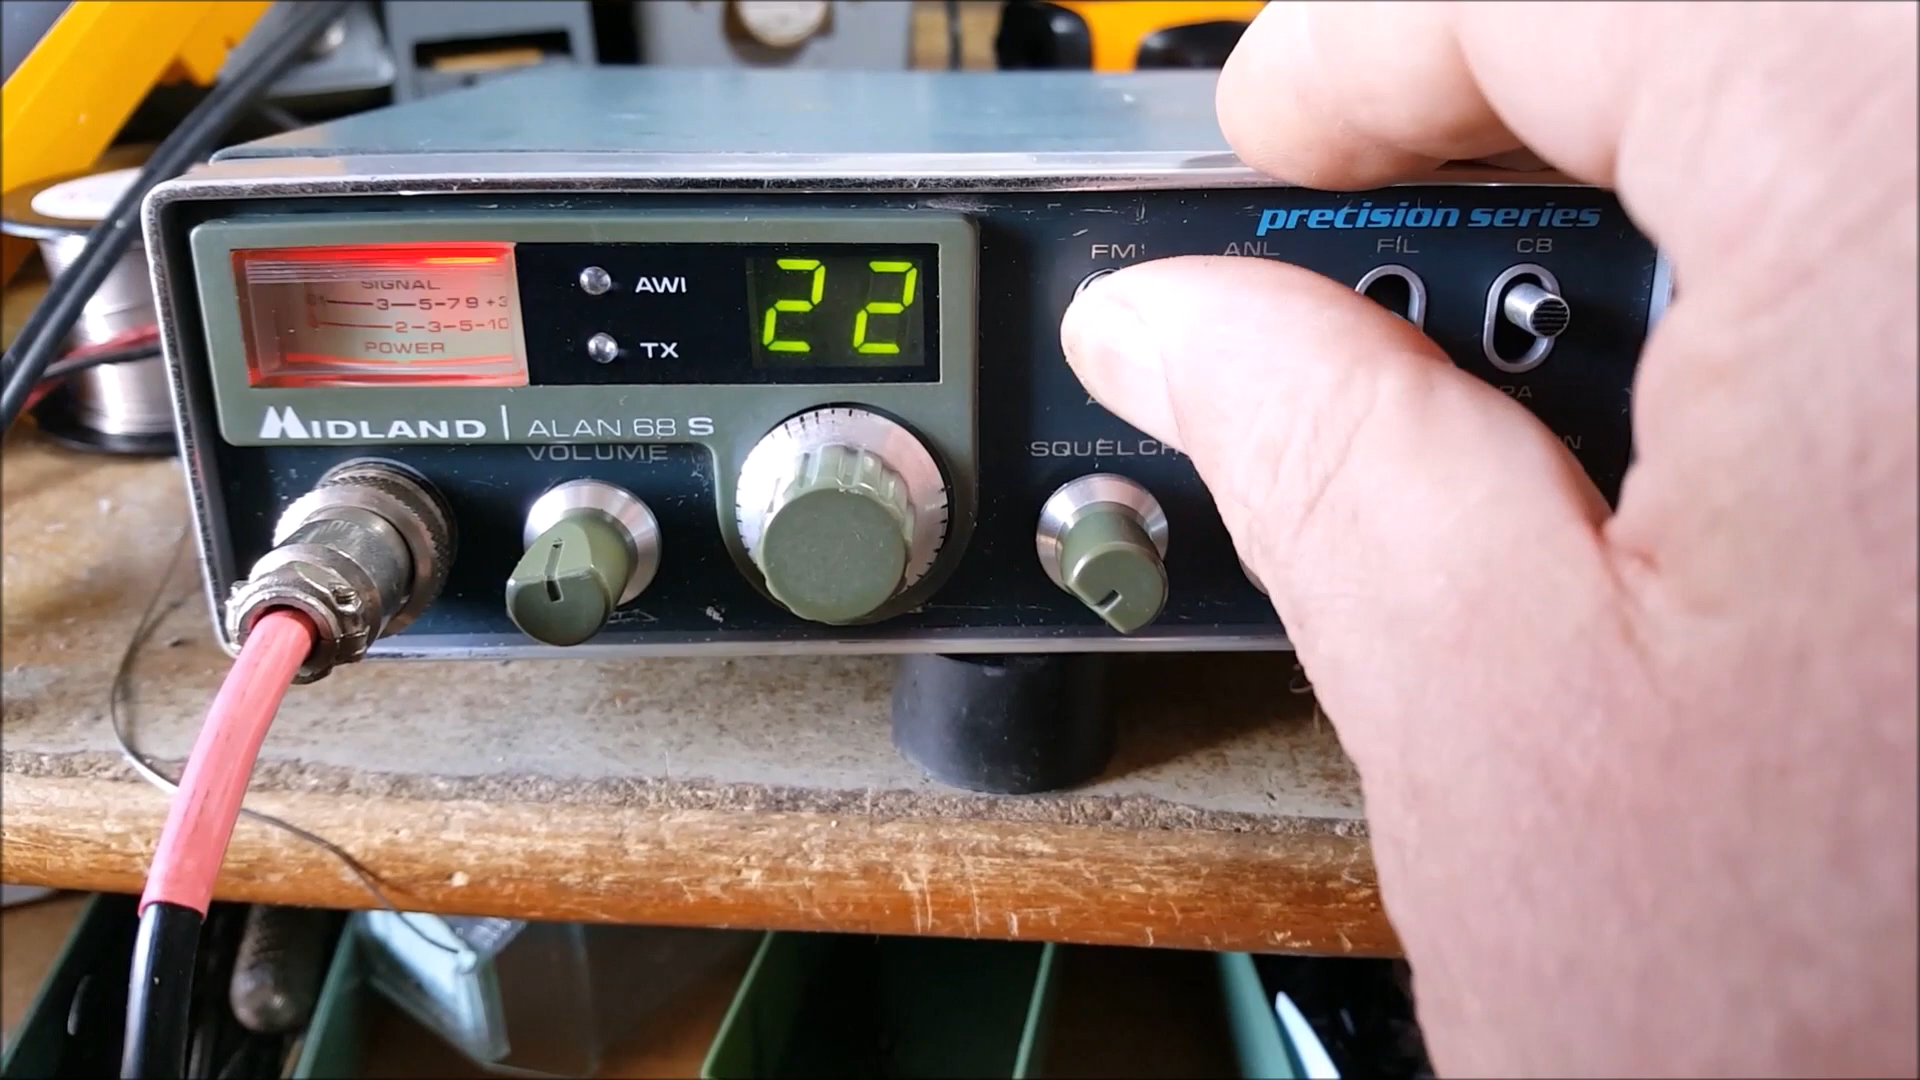 precision series
FM ANL FIL CB
SIGNAL
1 3 5 7 9 +3
2 3 5 10
POWER
AWI
TX
22
MIDLAND | ALAN 68 S
VOLUME
SQUELCH